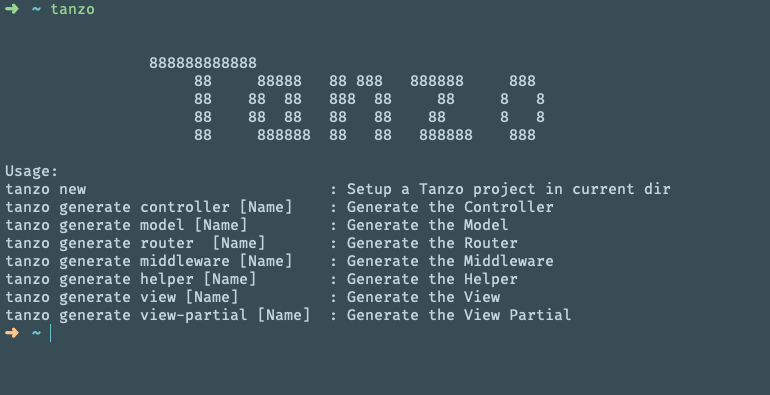 ➜ ~ tanzo
                888888888888
                     88     88888   88 888   888888     888
                     88    88  88   888  88     88     8   8
                     88    88  88   88   88    88      8   8
                     88     888888  88   88   888888    888
Usage:
tanzo new                           : Setup a Tanzo project in current dir
tanzo generate controller [Name]    : Generate the Controller
tanzo generate model [Name]         : Generate the Model
tanzo generate router  [Name]       : Generate the Router
tanzo generate middleware [Name]    : Generate the Middleware
tanzo generate helper [Name]        : Generate the Helper
tanzo generate view [Name]          : Generate the View
tanzo generate view-partial [Name]  : Generate the View Partial
➜ ~